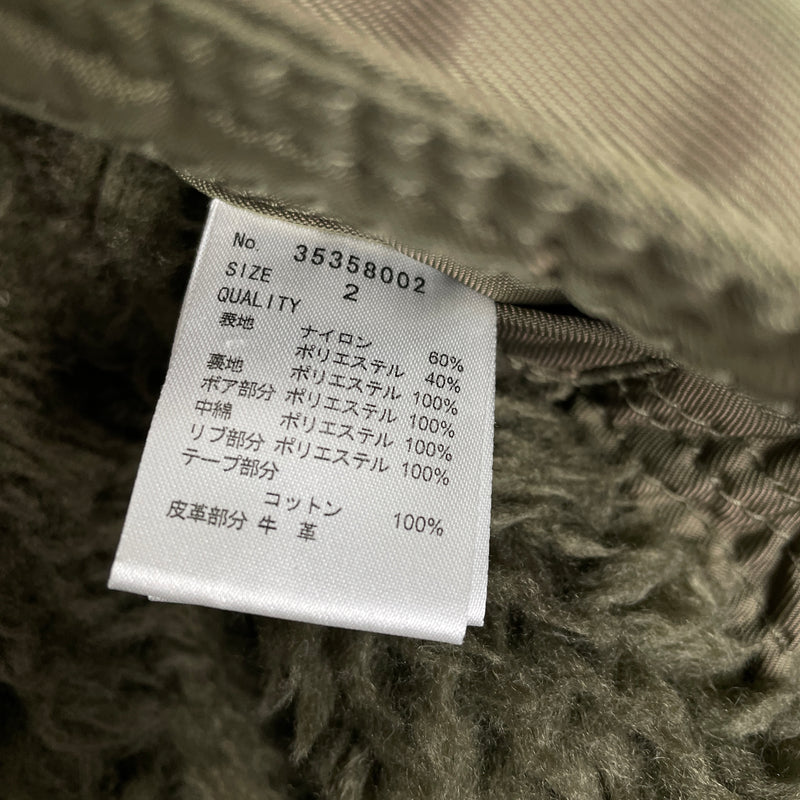 No. 35358002
SIZE 2
QUALITY
表地 ナイロン 60%
ポリエステル 40%
裏地 ポリエステル 100%
ボア部分 ポリエステル 100%
中綿 ポリエステル 100%
リブ部分 ポリエステル 100%
テープ部分
コットン 100%
皮革部分 牛 革